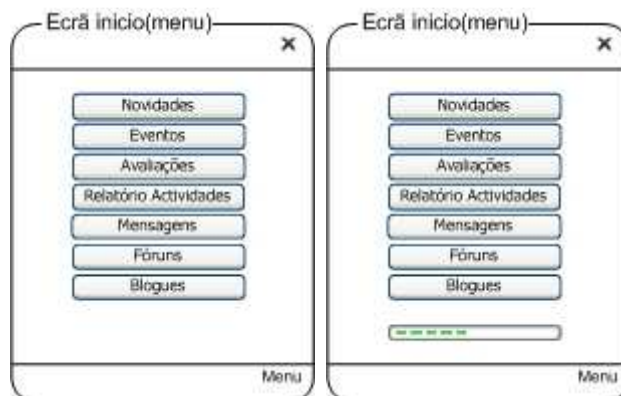 Ecrã inicio(menu)
×
Novidades
Eventos
Avaliações
Relatório Actividades
Mensagens
Fóruns
Blogues
Menu
Ecrã inicio(menu)
×
Novidades
Eventos
Avaliações
Relatório Actividades
Mensagens
Fóruns
Blogues
Menu